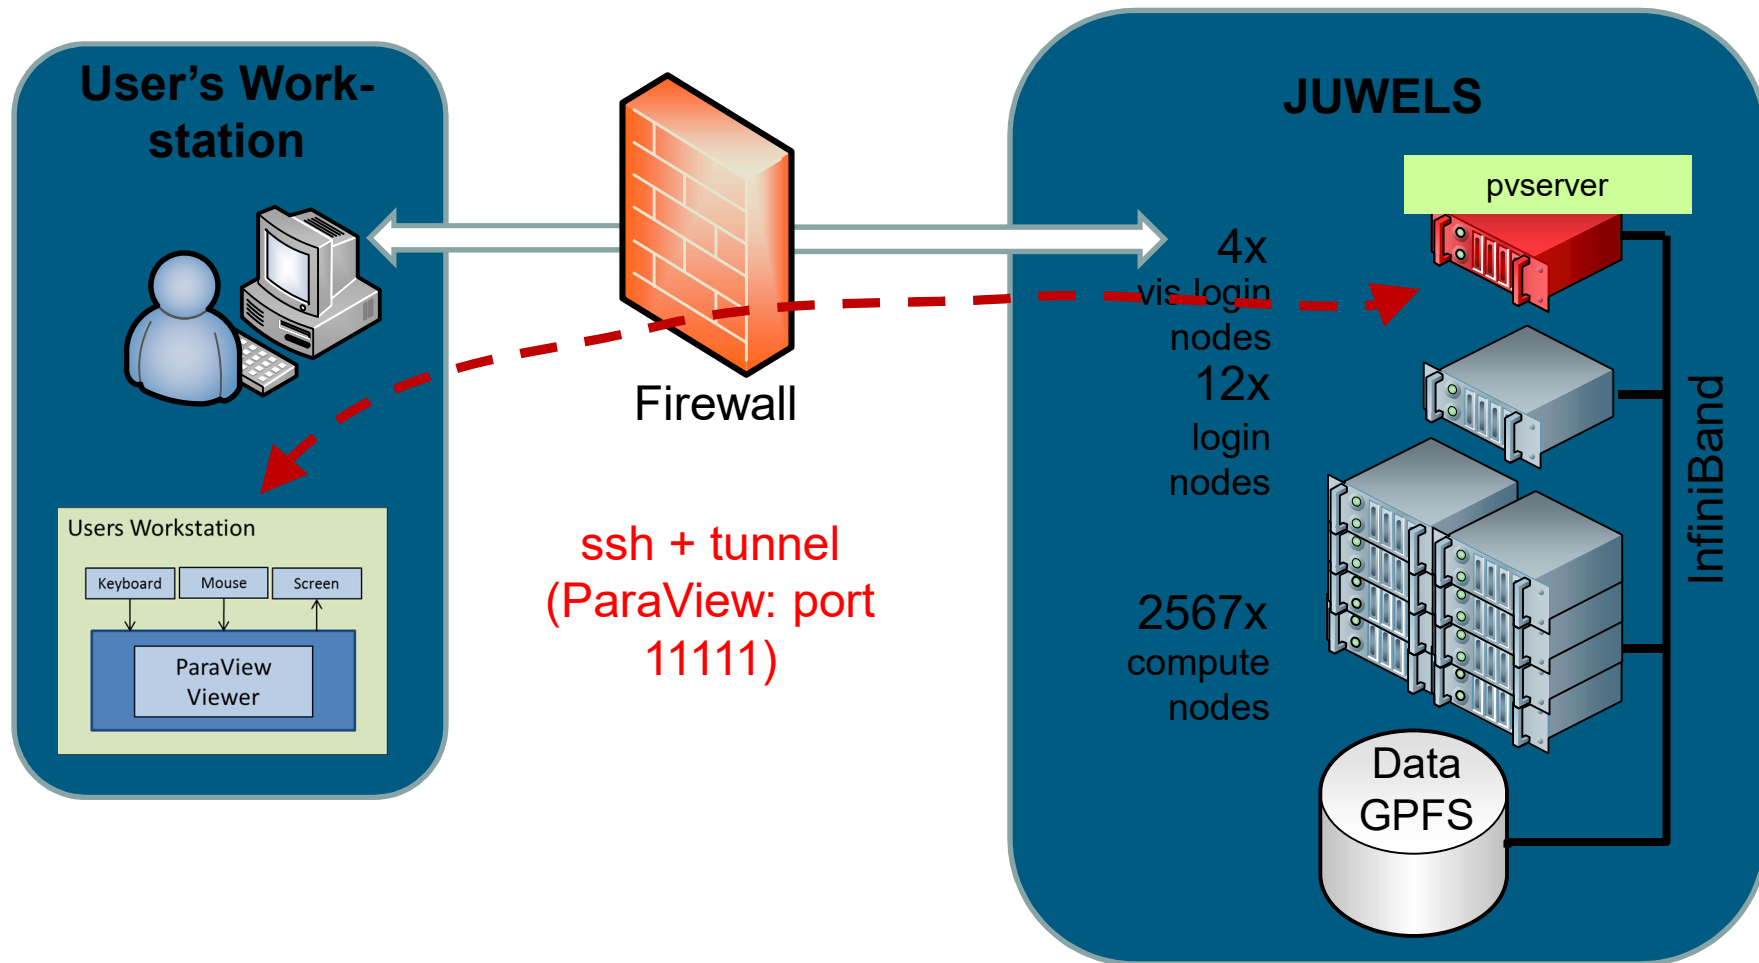 User’s Work-
station
Users Workstation
Keyboard
Mouse
Screen
ParaView
Viewer
Firewall
ssh + tunnel
(ParaView: port
11111)
JUWELS
pvserver
4x
vis login
nodes
12x
login
nodes
2567x
compute
nodes
InfiniBand
Data
GPFS